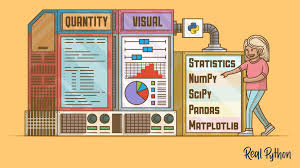 QUANTITY
VISUAL
STATISTICS
NUMPY
SCIPY
PANDAS
MATPLOTLIB
Real Python